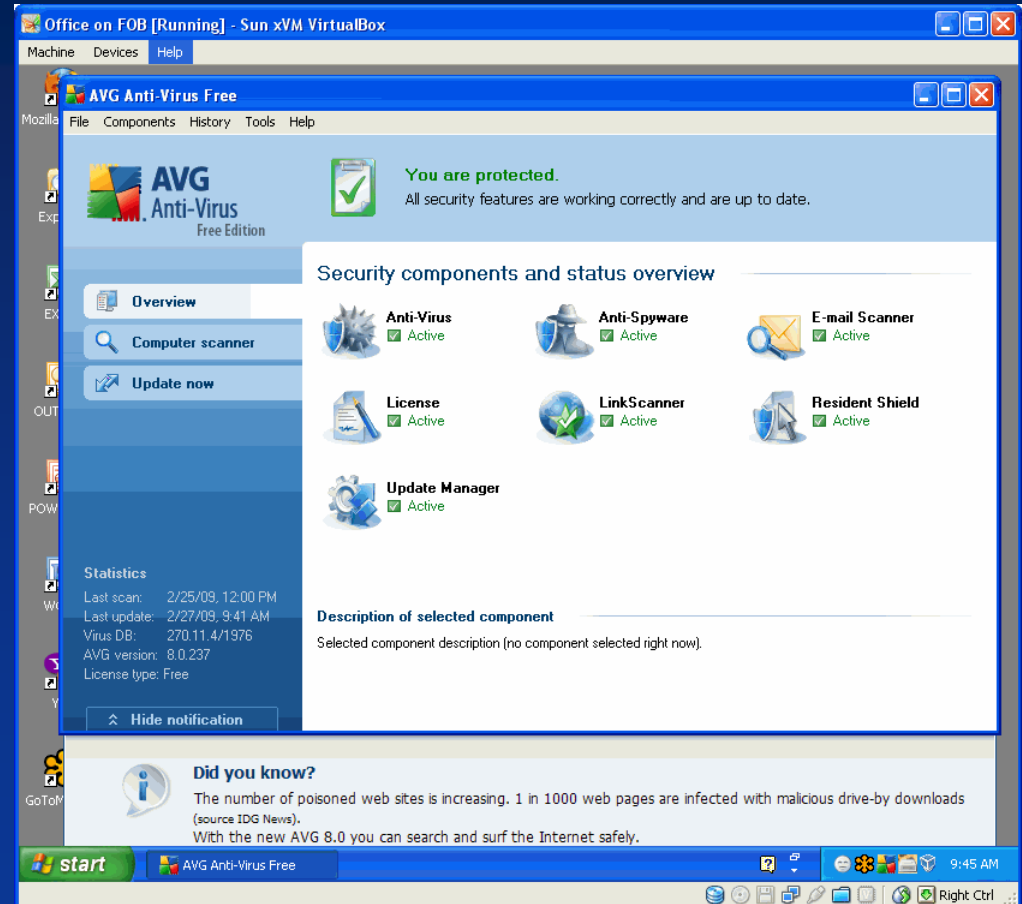 Office on FOB [Running] - Sun xVM VirtualBox
Machine Devices Help
Mozilla
AVG Anti-Virus Free
File Components History Tools Help
AVG
Anti-Virus
Free Edition
You are protected.
All security features are working correctly and are up to date.
Exp
EX
OUT
POW
Wo
Y
GoToM
Overview
Computer scanner
Update now
Security components and status overview
Anti-Virus
Active
Anti-Spyware
Active
E-mail Scanner
Active
License
Active
LinkScanner
Active
Resident Shield
Active
Update Manager
Active
Statistics
Last scan: 2/25/09, 12:00 PM
Last update: 2/27/09, 9:41 AM
Virus DB: 270.11.4/1976
AVG version: 8.0.237
License type: Free
Hide notification
Description of selected component
Selected component description (no component selected right now).
Did you know?
The number of poisoned web sites is increasing. 1 in 1000 web pages are infected with malicious drive-by downloads
(source IDG News).
With the new AVG 8.0 you can search and surf the Internet safely.
start
AVG Anti-Virus Free
9:45 AM
Right Ctrl